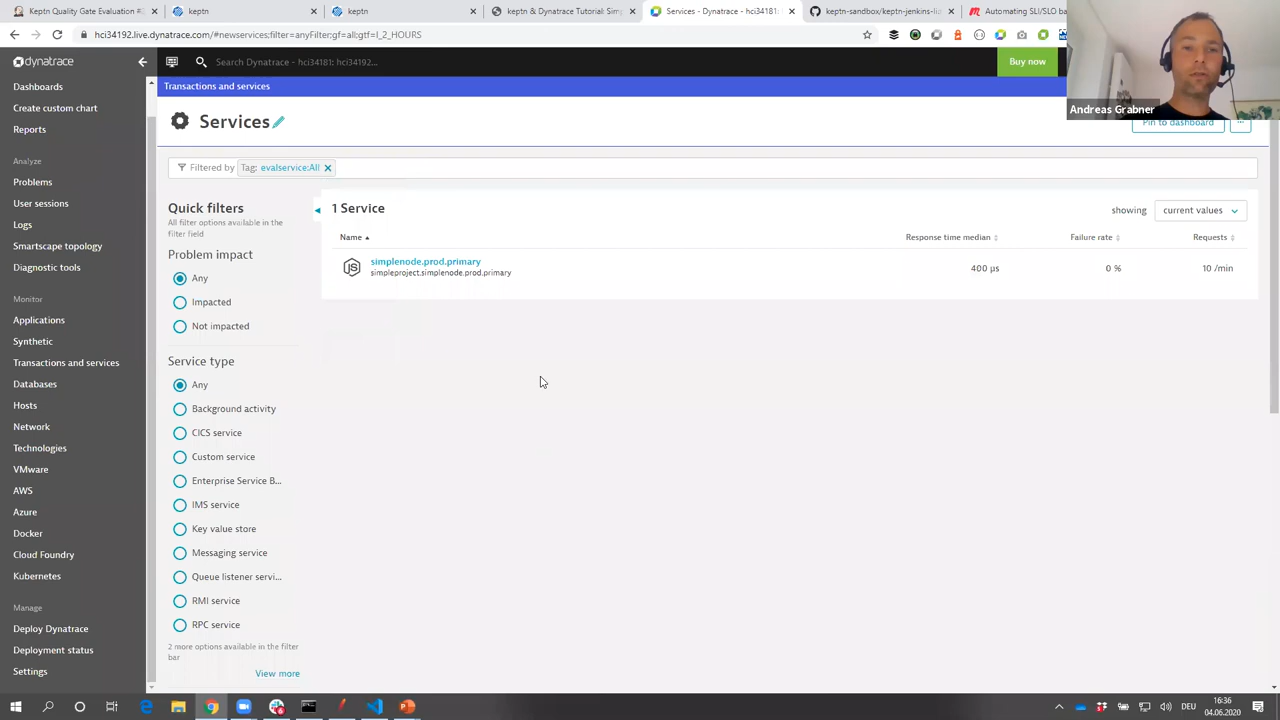 Keptn Quality Gate Evaluation #3
keptn
keptn
keptn & Dynatrace Tutorial: Sim
Services - Dynatrace - hci34181:
keptn-sandbox/keptn-jenkins-li
Automating SLI/SLO ba
hci34192.live.dynatrace.com/#newservices;filter=anyFilter;gf=all;gtf=l_2_HOURS
dynatrace
Search Dynatrace - hci34181: hci34192...
Buy now
Andreas Grabner
Dashboards
Create custom chart
Reports
Analyze
Problems
User sessions
Logs
Smartscape topology
Diagnostic tools
Monitor
Applications
Synthetic
Transactions and services
Databases
Hosts
Network
Technologies
VMware
AWS
Azure
Docker
Cloud Foundry
Kubernetes
Manage
Deploy Dynatrace
Deployment status
Settings
Transactions and services
Services
Pin to dashboard
...
Filtered by Tag: evalservice:All
Quick filters
All filter options available in the
filter field
Problem impact
Any
Impacted
Not impacted
Service type
Any
Background activity
CICS service
Custom service
Enterprise Service B...
IMS service
Key value store
Messaging service
Queue listener servi...
RMI service
RPC service
2 more options available in the filter
bar
View more
1 Service
showing current values
Name Response time median Failure rate Requests
simplenode.prod.primary 400 µs 0 % 10 /min
simpleproject.simplenode.prod.primary
DEU
16:36
04.06.2020